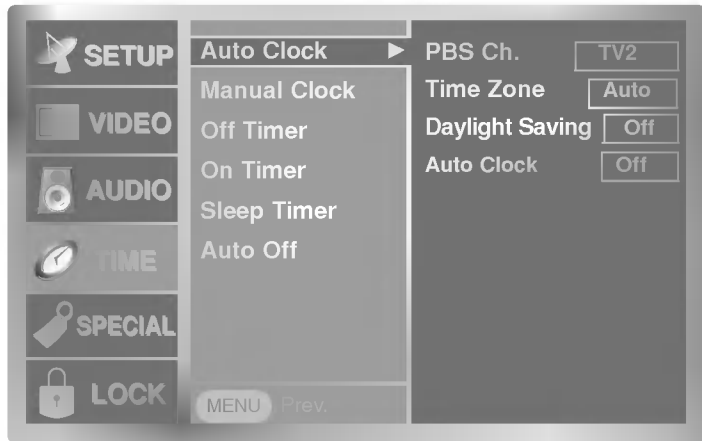 SETUP
VIDEO
AUDIO
TIME
SPECIAL
LOCK
Auto Clock
Manual Clock
Off Timer
On Timer
Sleep Timer
Auto Off
MENU Prev.
PBS Ch. TV2
Time Zone Auto
Daylight Saving Off
Auto Clock Off